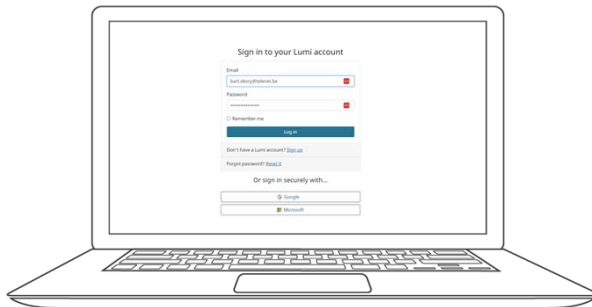 Sign in to your Lumi account
Email
Password
Remember me
Log in
Don't have a Lumi account? Sign up
Forgot password? Reset it
Or sign in securely with...
Google
Microsoft